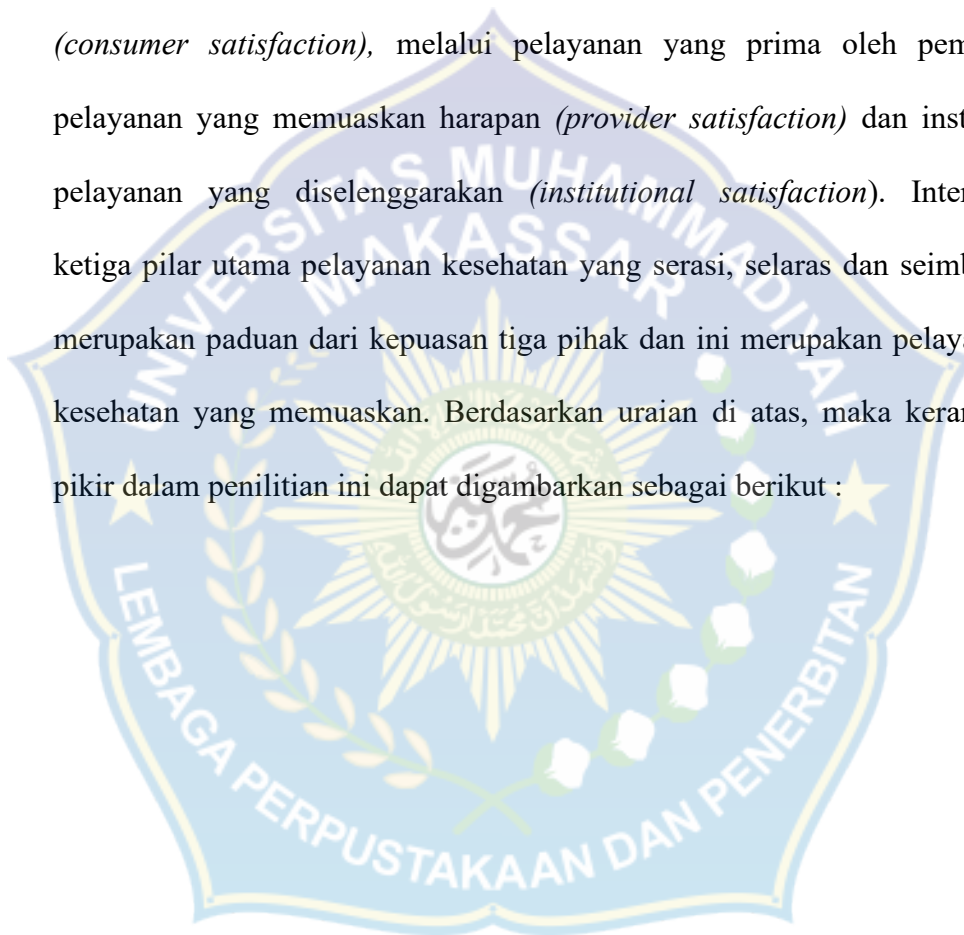 (consumer satisfaction), melalui pelayanan yang prima oleh pem
pelayanan yang memuaskan harapan (provider satisfaction) dan inst
pelayanan yang diselenggarakan (institutional satisfaction). Inter
ketiga pilar utama pelayanan kesehatan yang serasi, selaras dan seimb
merupakan paduan dari kepuasan tiga pihak dan ini merupakan pelaya
kesehatan yang memuaskan. Berdasarkan uraian di atas, maka keran
pikir dalam penilitian ini dapat digambarkan sebagai berikut :
UNIVERSITAS MUHAMMADIYAH
MAKASSAR
LEMBAGA PERPUSTAKAAN DAN PENERBITAN